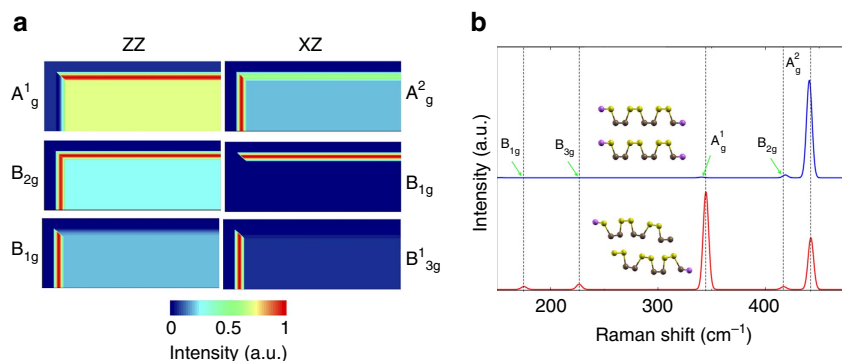 a
ZZ
XZ
A¹g
A²g
B2g
B1g
B1g
B¹3g
0
0.5
1
Intensity (a.u.)
b
A²g
B1g
B3g
A¹g
B2g
Intensity (a.u.)
200
300
400
Raman shift (cm⁻¹)